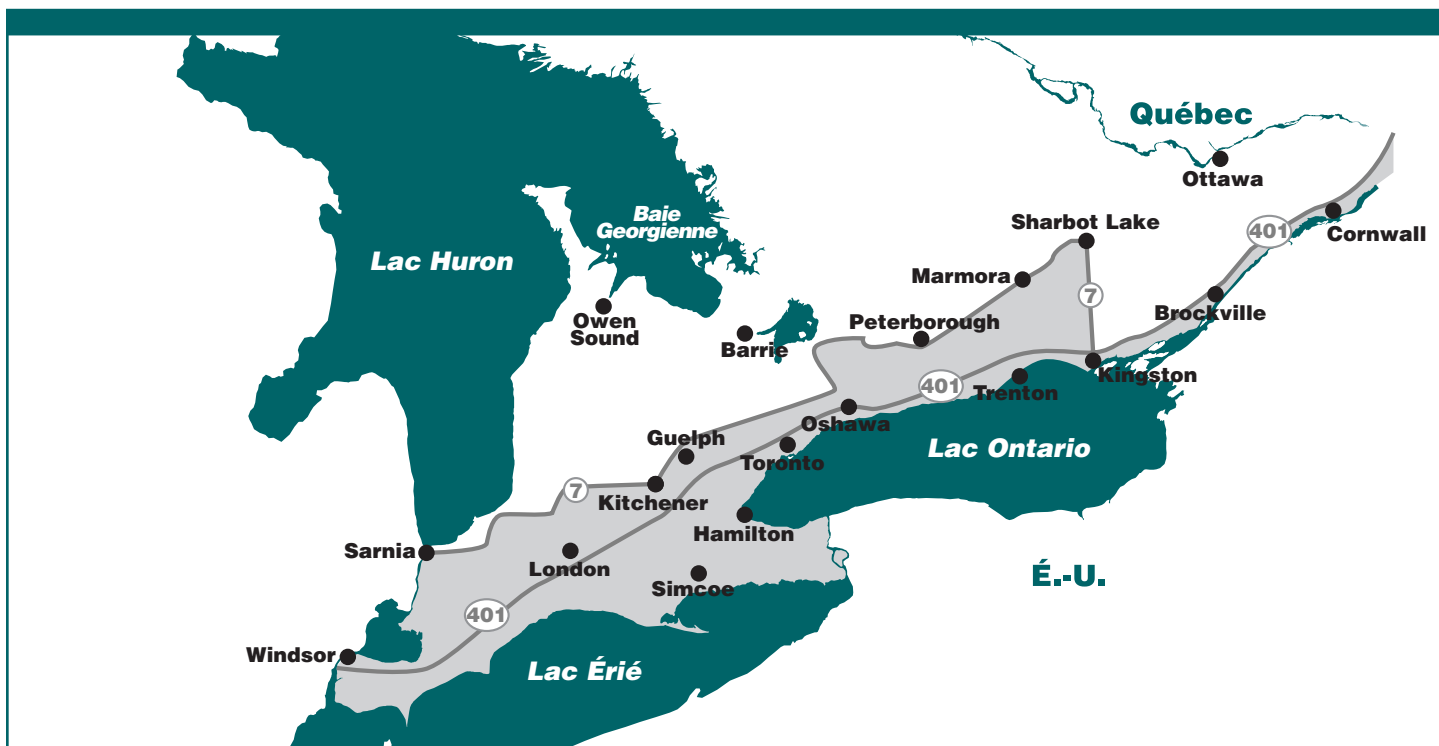 Québec
Ottawa
Sharbot Lake
401
Cornwall
Baie
Georgienne
Lac Huron
Marmora
7
Brockville
Owen
Sound
Peterborough
Barrie
Kingston
401
Trenton
Oshawa
Guelph
Toronto
Lac Ontario
7
Kitchener
Hamilton
Sarnia
London
Simcoe
É.-U.
401
Windsor
Lac Érié